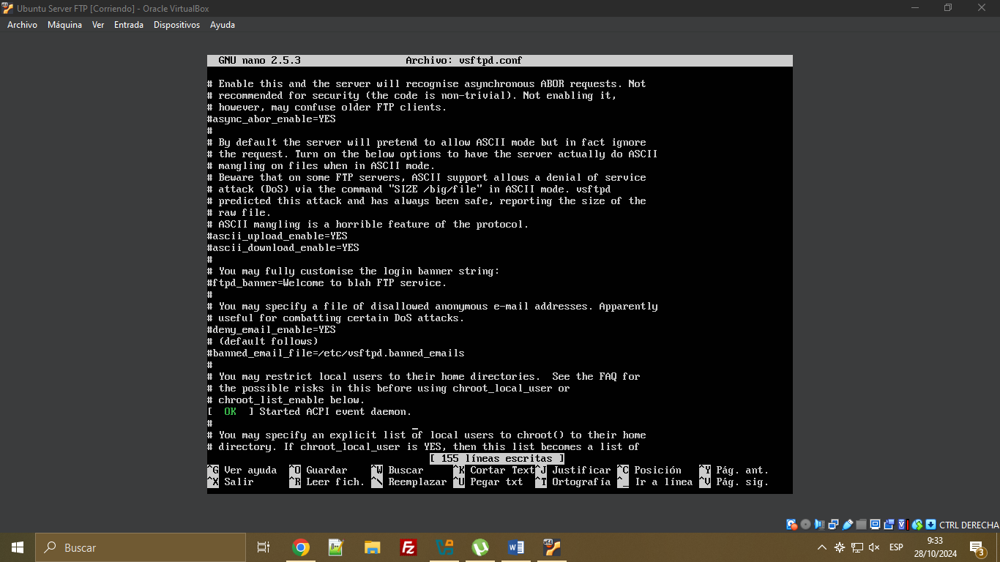 Ubuntu Server FTP [Corriendo] - Oracle VirtualBox
Archivo Máquina Ver Entrada Dispositivos Ayuda
GNU nano 2.5.3 Archivo: vsftpd.conf
# Enable this and the server will recognise asynchronous ABOR requests. Not
# recommended for security (the code is non-trivial). Not enabling it,
# however, may confuse older FTP clients.
#async_abor_enable=YES
#
# By default the server will pretend to allow ASCII mode but in fact ignore
# the request. Turn on the below options to have the server actually do ASCII
# mangling on files when in ASCII mode.
# Beware that on some FTP servers, ASCII support allows a denial of service
# attack (DoS) via the command "SIZE /big/file" in ASCII mode. vsftpd
# predicted this attack and has always been safe, reporting the size of the
# raw file.
# ASCII mangling is a horrible feature of the protocol.
#ascii_upload_enable=YES
#ascii_download_enable=YES
#
# You may fully customise the login banner string:
#ftpd_banner=Welcome to blah FTP service.
#
# You may specify a file of disallowed anonymous e-mail addresses. Apparently
# useful for combatting certain DoS attacks.
#deny_email_enable=YES
# (default follows)
#banned_email_file=/etc/vsftpd.banned_emails
#
# You may restrict local users to their home directories.  See the FAQ for
# the possible risks in this before using chroot_local_user or
# chroot_list_enable below.
[  OK  ] Started ACPI event daemon.
#
# You may specify an explicit list of local users to chroot() to their home
# directory. If chroot_local_user is YES, then this list becomes a list of
[ 155 líneas escritas ]
^G Ver ayuda ^O Guardar ^W Buscar ^K Cortar Text ^J Justificar ^C Posición ^Y Pág. ant.
^X Salir ^R Leer fich. ^\ Reemplazar ^U Pegar txt ^T Ortografía ^_ Ir a línea ^V Pág. sig.
CTRL DERECHA
Buscar
ESP
9:33
28/10/2024
3